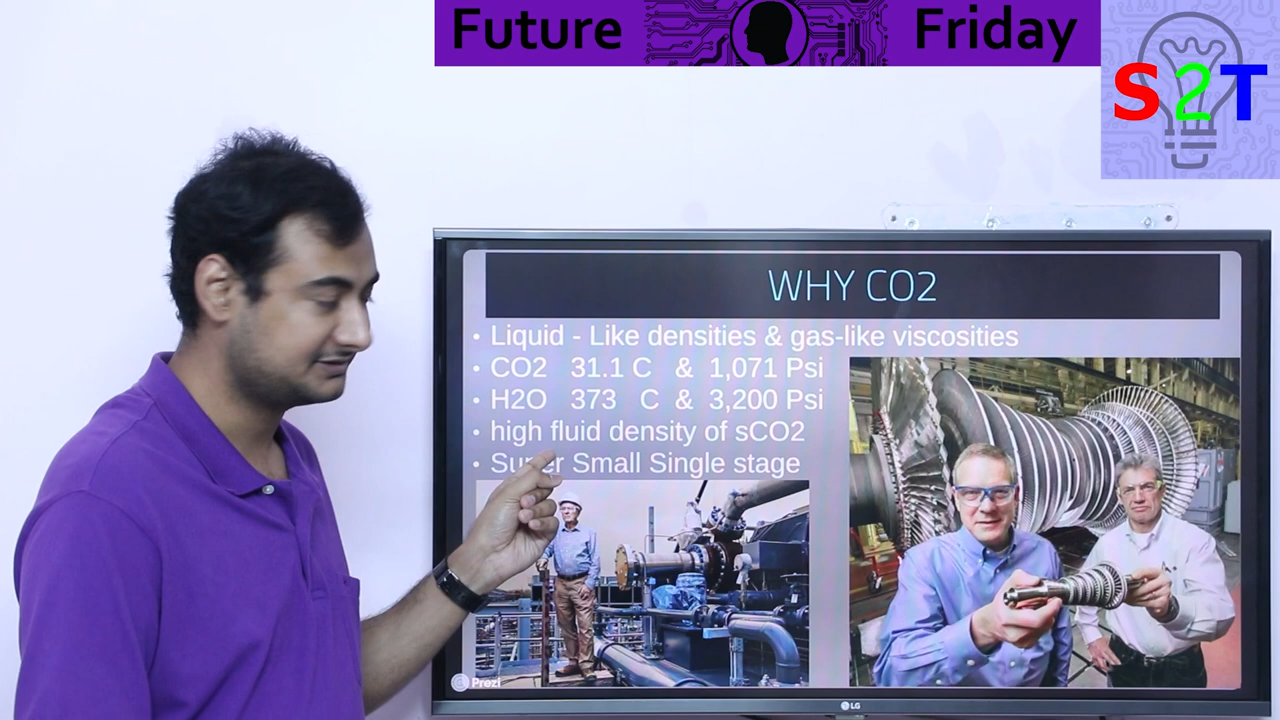 Future Friday
S2T
WHY CO2
• Liquid - Like densities & gas-like viscosities
• CO2 31.1 C & 1,071 Psi
• H2O 373 C & 3,200 Psi
• high fluid density of sCO2
• Super Small Single stage
Prezi
LG